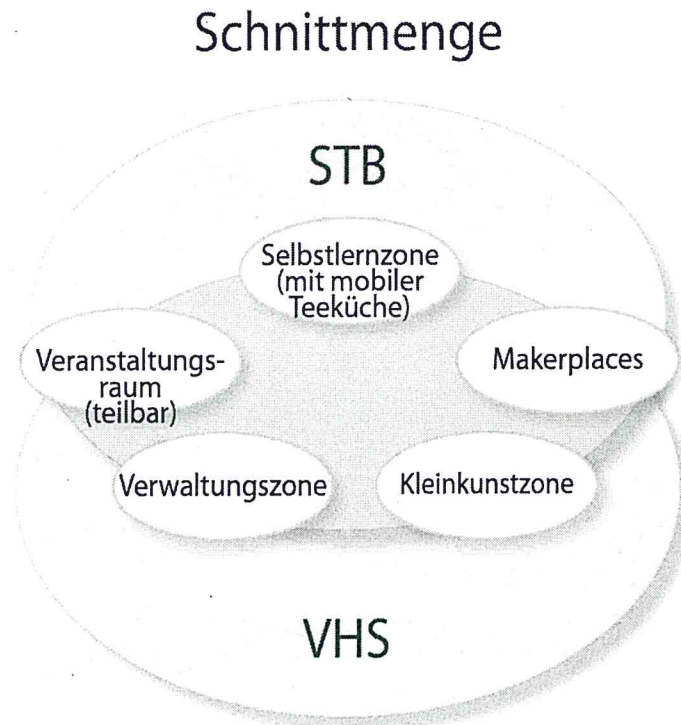 Schnittmenge
STB
Selbstlernzone
(mit mobiler
Teeküche)
Veranstaltungs-
raum
(teilbar)
Makerplaces
Verwaltungszone
Kleinkunstzone
VHS